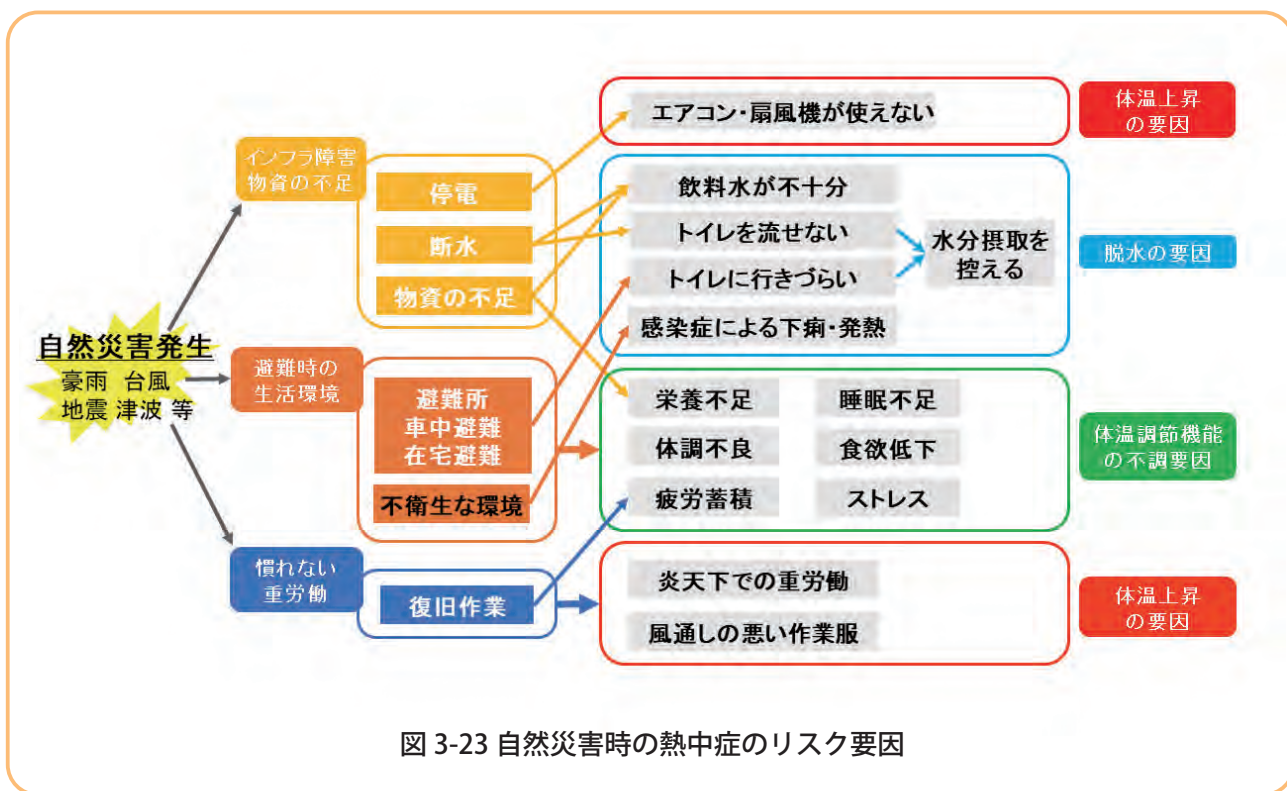 自然災害発生
豪雨 台風
地震 津波 等
インフラ障害
物資の不足
停電
断水
物資の不足
避難時の
生活環境
避難所
車中避難
在宅避難
不衛生な環境
慣れない
重労働
復旧作業
エアコン・扇風機が使えない
体温上昇
の要因
飲料水が不十分
トイレを流せない
トイレに行きづらい
感染症による下痢・発熱
水分摂取を
控える
脱水の要因
栄養不足
睡眠不足
体調不良
食欲低下
疲労蓄積
ストレス
体温調節機能
の不調要因
炎天下での重労働
風通しの悪い作業服
体温上昇
の要因
図 3-23 自然災害時の熱中症のリスク要因